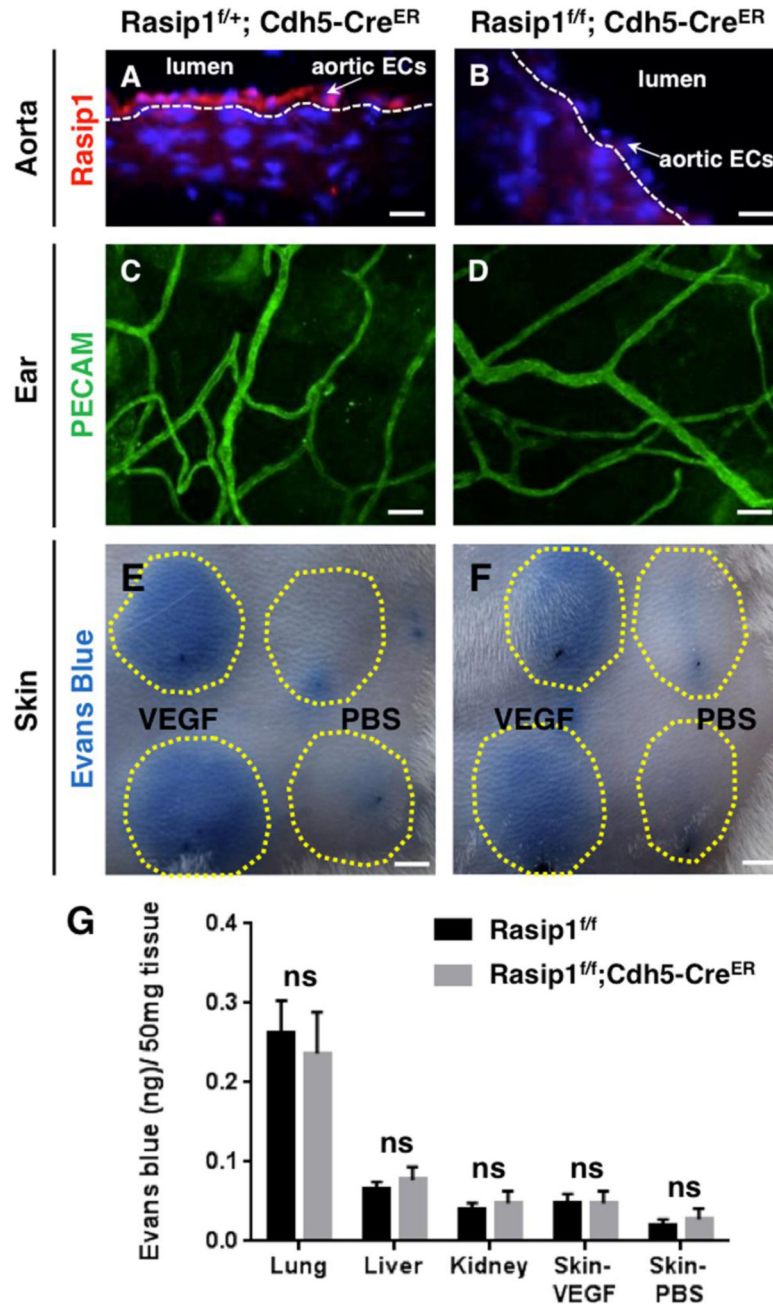 Rasip1f/+; Cdh5-CreER
Rasip1f/f; Cdh5-CreER
Aorta
Rasip1
A
lumen
aortic ECs
B
lumen
aortic ECs
Ear
PECAM
C
D
Skin
Evans Blue
E
VEGF
PBS
F
VEGF
PBS
G
Evans blue (ng)/ 50mg tissue
0.4
0.3
0.2
0.1
0.0
Rasip1f/f
Rasip1f/f;Cdh5-CreER
ns
ns
ns
ns
ns
Lung
Liver
Kidney
Skin-
VEGF
Skin-
PBS